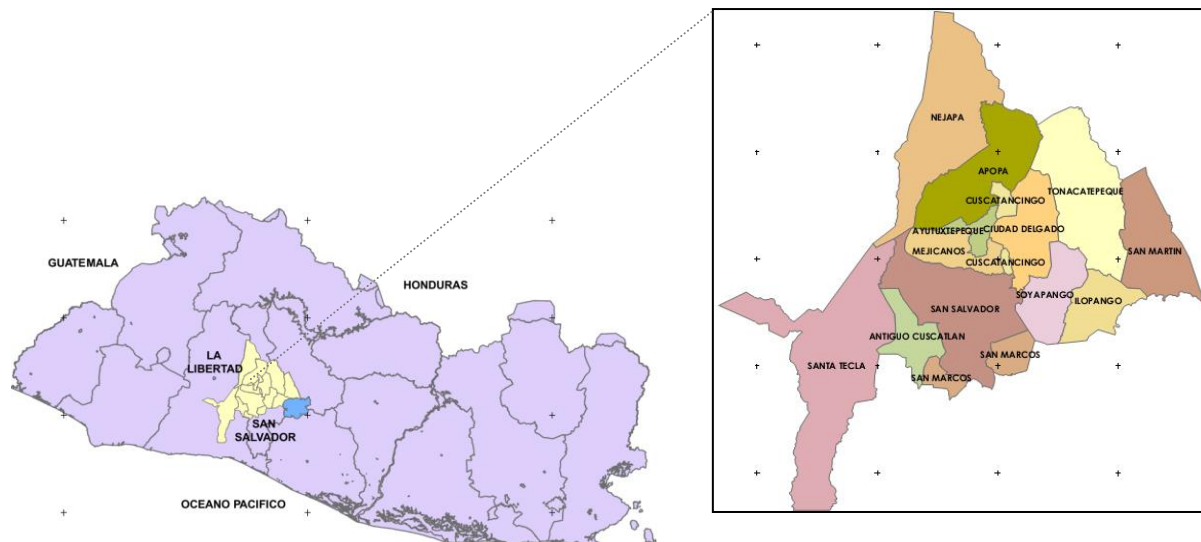 GUATEMALA
HONDURAS
LA
LIBERTAD
SAN
SALVADOR
OCEANO PACIFICO
NEJAPA
APOPA
TONACATEPEQUE
CUSCATANCINGO
AYUTUXTEPEQUE
CIUDAD DELGADO
MEJICANOS
CUSCATANCINGO
SAN MARTIN
SOYAPANGO
ILOPANGO
SAN SALVADOR
ANTIGUO CUSCATLAN
SAN MARCOS
SANTA TECLA
SAN MARCOS